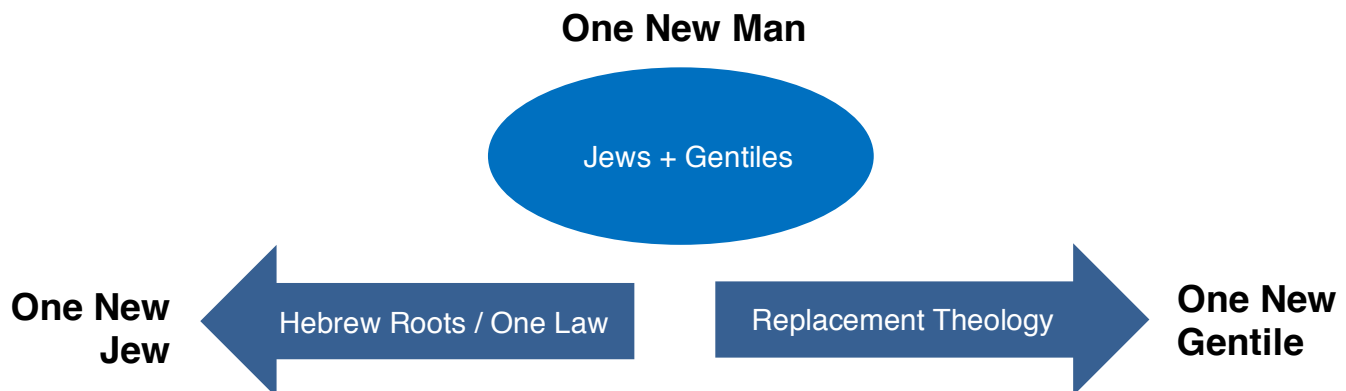 One New Man
Jews + Gentiles
One New
Jew
Hebrew Roots / One Law
Replacement Theology
One New
Gentile